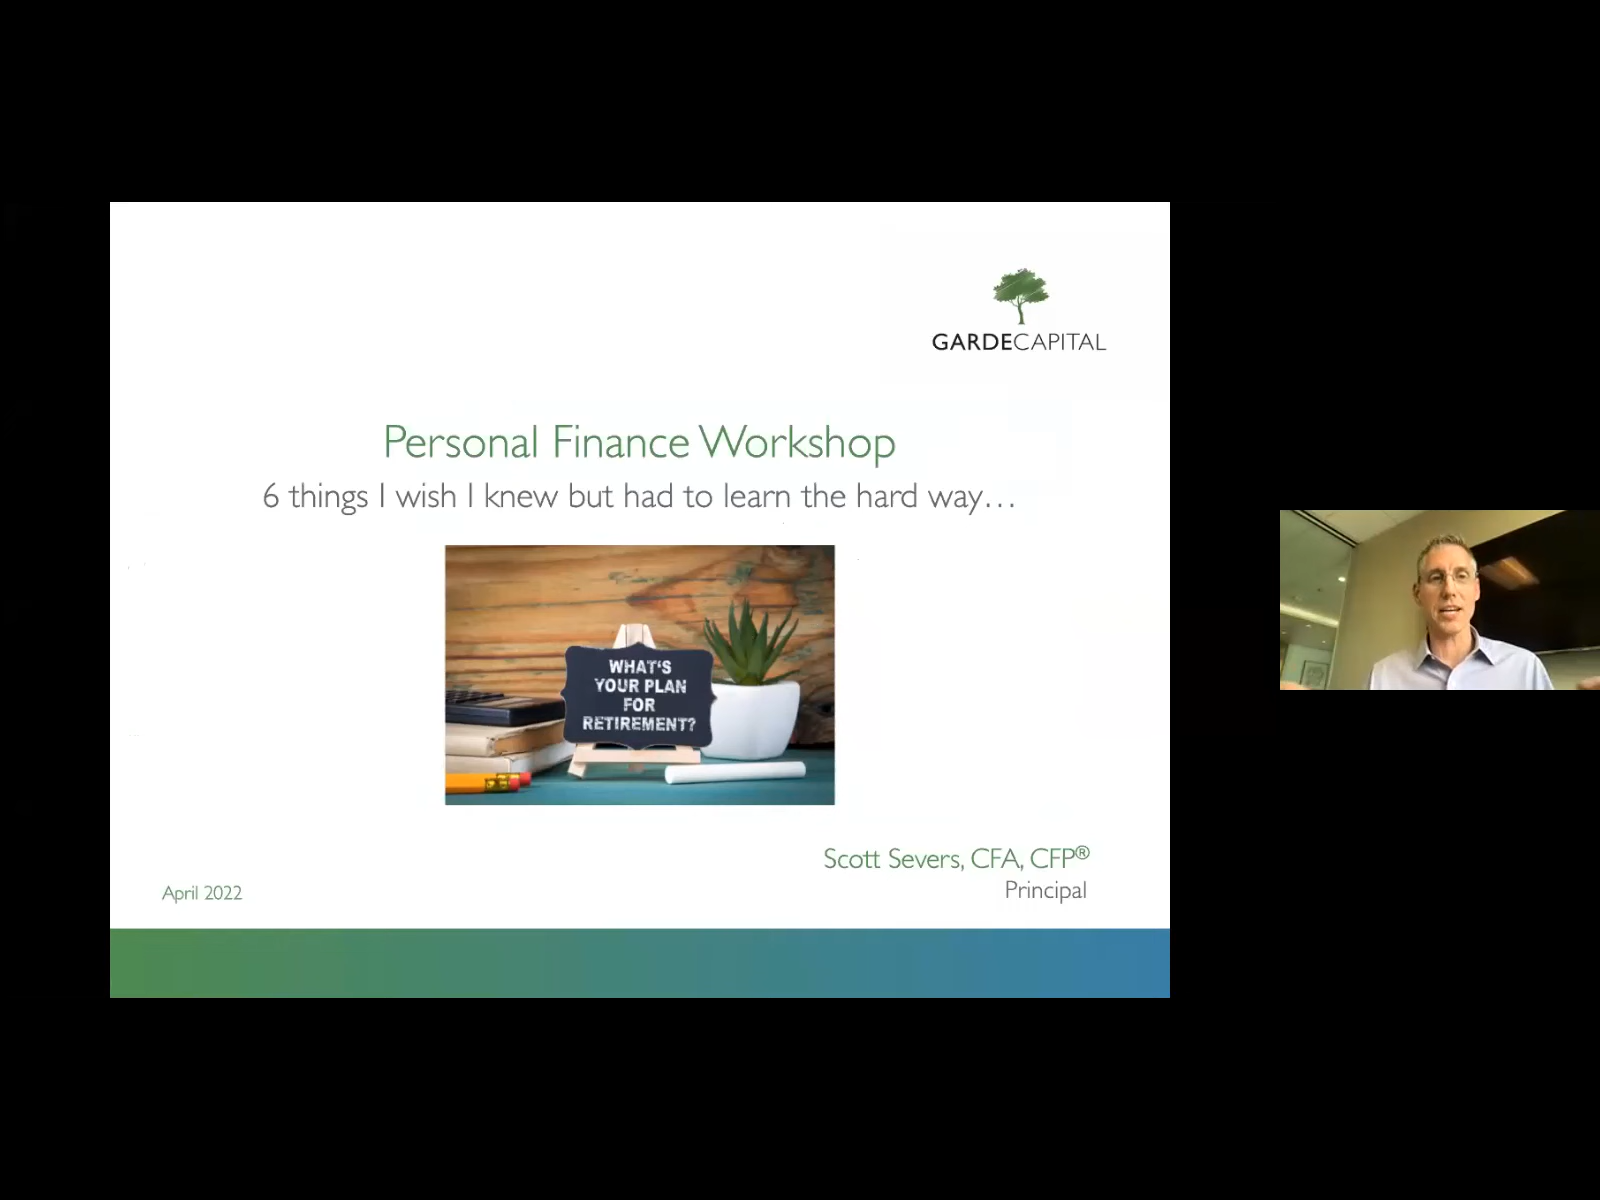 GARDECAPITAL
Personal Finance Workshop
6 things I wish I knew but had to learn the hard way…
WHAT'S
YOUR PLAN
FOR
RETIREMENT?
Scott Severs, CFA, CFP®
Principal
April 2022